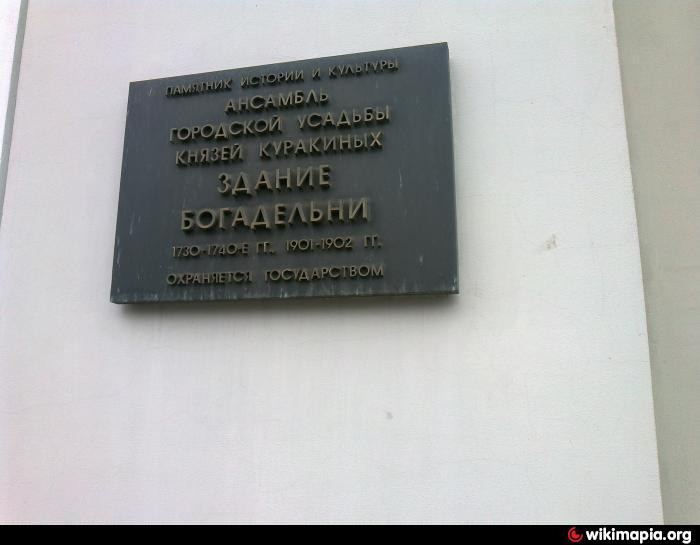 ПАМЯТНИК ИСТОРИИ И КУЛЬТУРЫ
АНСАМБЛЬ
ГОРОДСКОЙ УСАДЬБЫ
КНЯЗЕЙ КУРАКИНЫХ
ЗДАНИЕ
БОГАДЕЛЬНИ
1730-1740-Е ГГ., 1901-1902 ГГ.
ОХРАНЯЕТСЯ ГОСУДАРСТВОМ
wikimapia.org